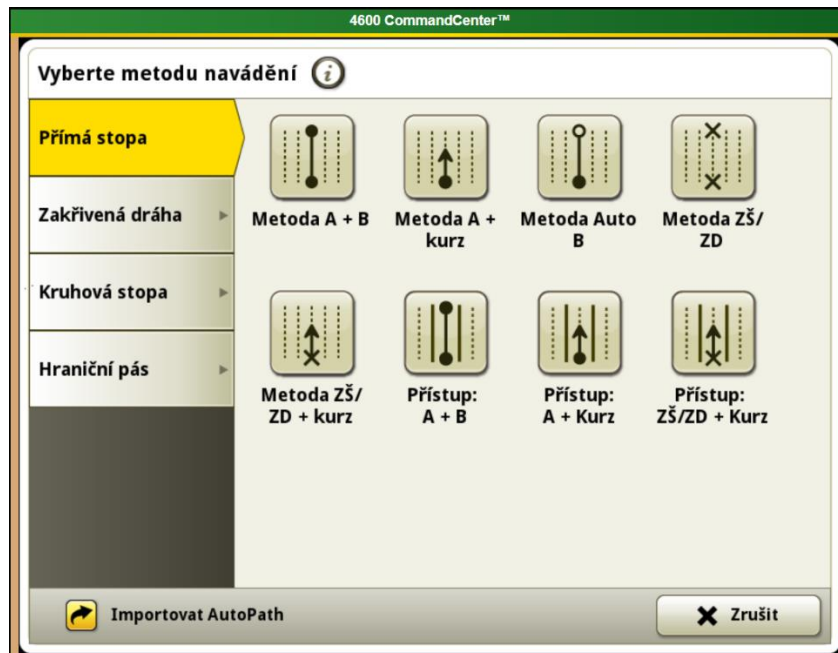 4600 CommandCenter™
Vyberte metodu navádění i
Přímá stopa
Zakřivená dráha
Kruhová stopa
Hraniční pás
Metoda A + B
Metoda A +
kurz
Metoda Auto
B
Metoda ZŠ/
ZD
Metoda ZŠ/
ZD + kurz
Přístup:
A + B
Přístup:
A + Kurz
Přístup:
ZŠ/ZD + Kurz
Importovat AutoPath
Zrušit